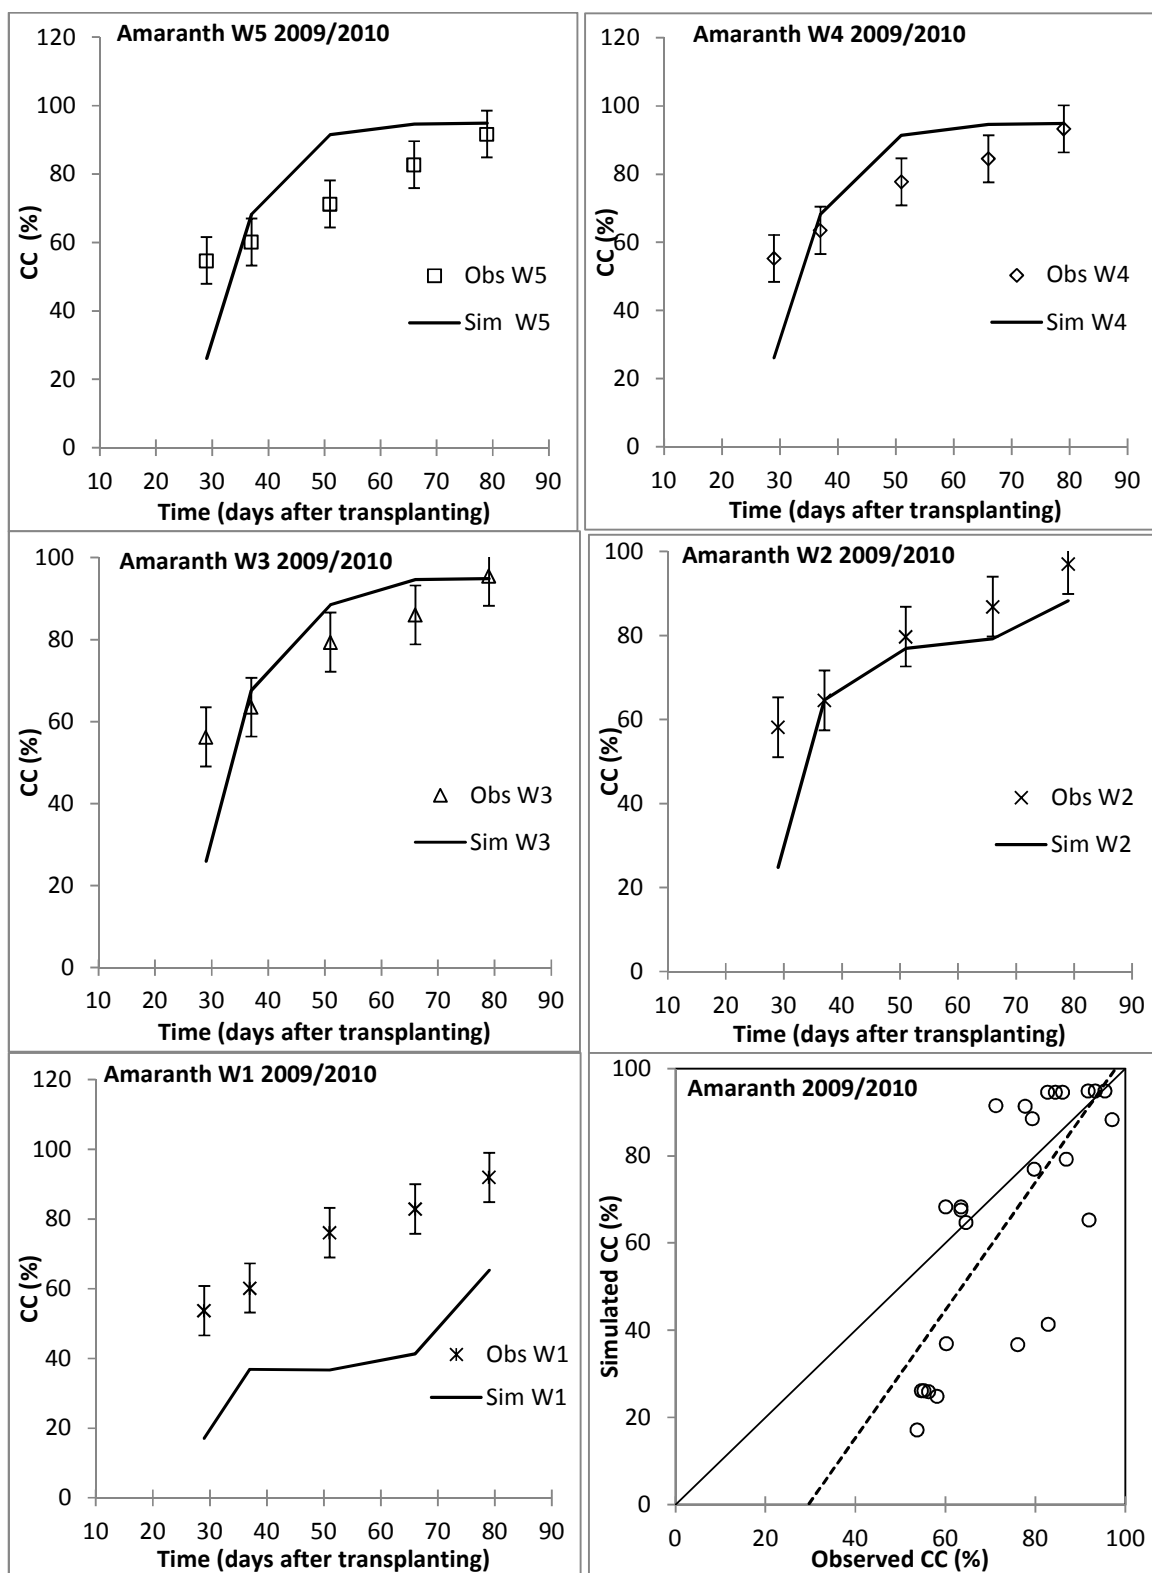 Amaranth W5 2009/2010
120
100
80
60
40
20
0
CC (%)
Obs W5
Sim W5
10 20 30 40 50 60 70 80 90
Time (days after transplanting)
Amaranth W4 2009/2010
120
100
80
60
40
20
0
CC (%)
Obs W4
Sim W4
10 20 30 40 50 60 70 80 90
Time (days after transplanting)
Amaranth W3 2009/2010
100
80
60
40
20
0
CC (%)
Obs W3
Sim W3
10 20 30 40 50 60 70 80 90
Time (days after transplanting)
Amaranth W2 2009/2010
100
80
60
40
20
0
CC (%)
Obs W2
Sim W2
10 20 30 40 50 60 70 80 90
Time (days after transplanting)
Amaranth W1 2009/2010
120
100
80
60
40
20
0
CC (%)
Obs W1
Sim W1
10 20 30 40 50 60 70 80 90
Time (days after transplanting)
Amaranth 2009/2010
100
80
60
40
20
0
Simulated CC (%)
0 20 40 60 80 100
Observed CC (%)